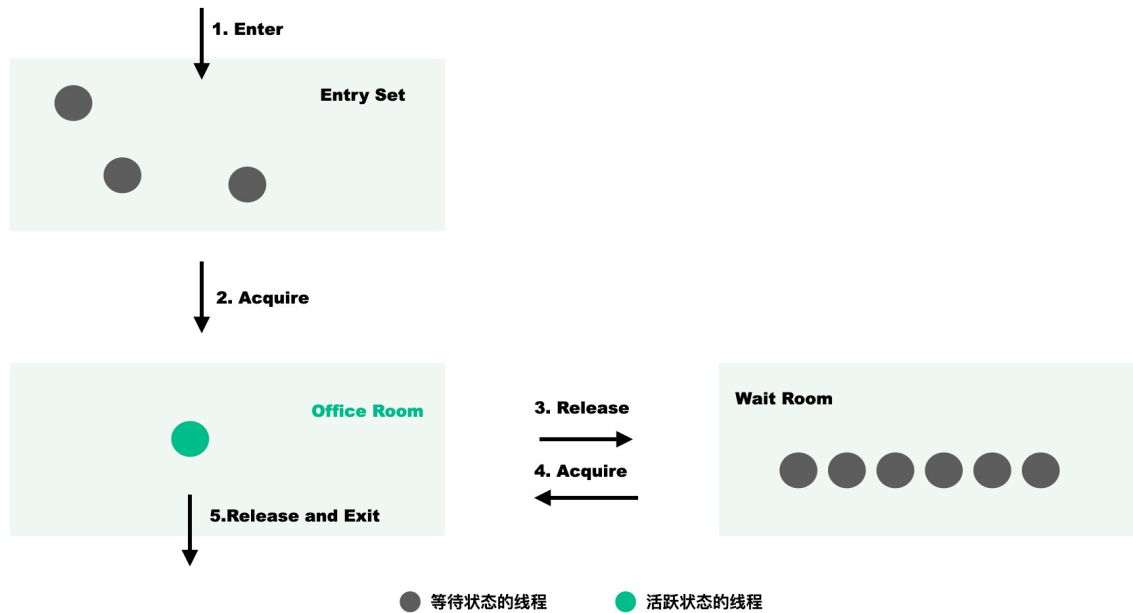 1. Enter
Entry Set
2. Acquire
Office Room
3. Release
Wait Room
4. Acquire
5.Release and Exit
等待状态的线程
活跃状态的线程